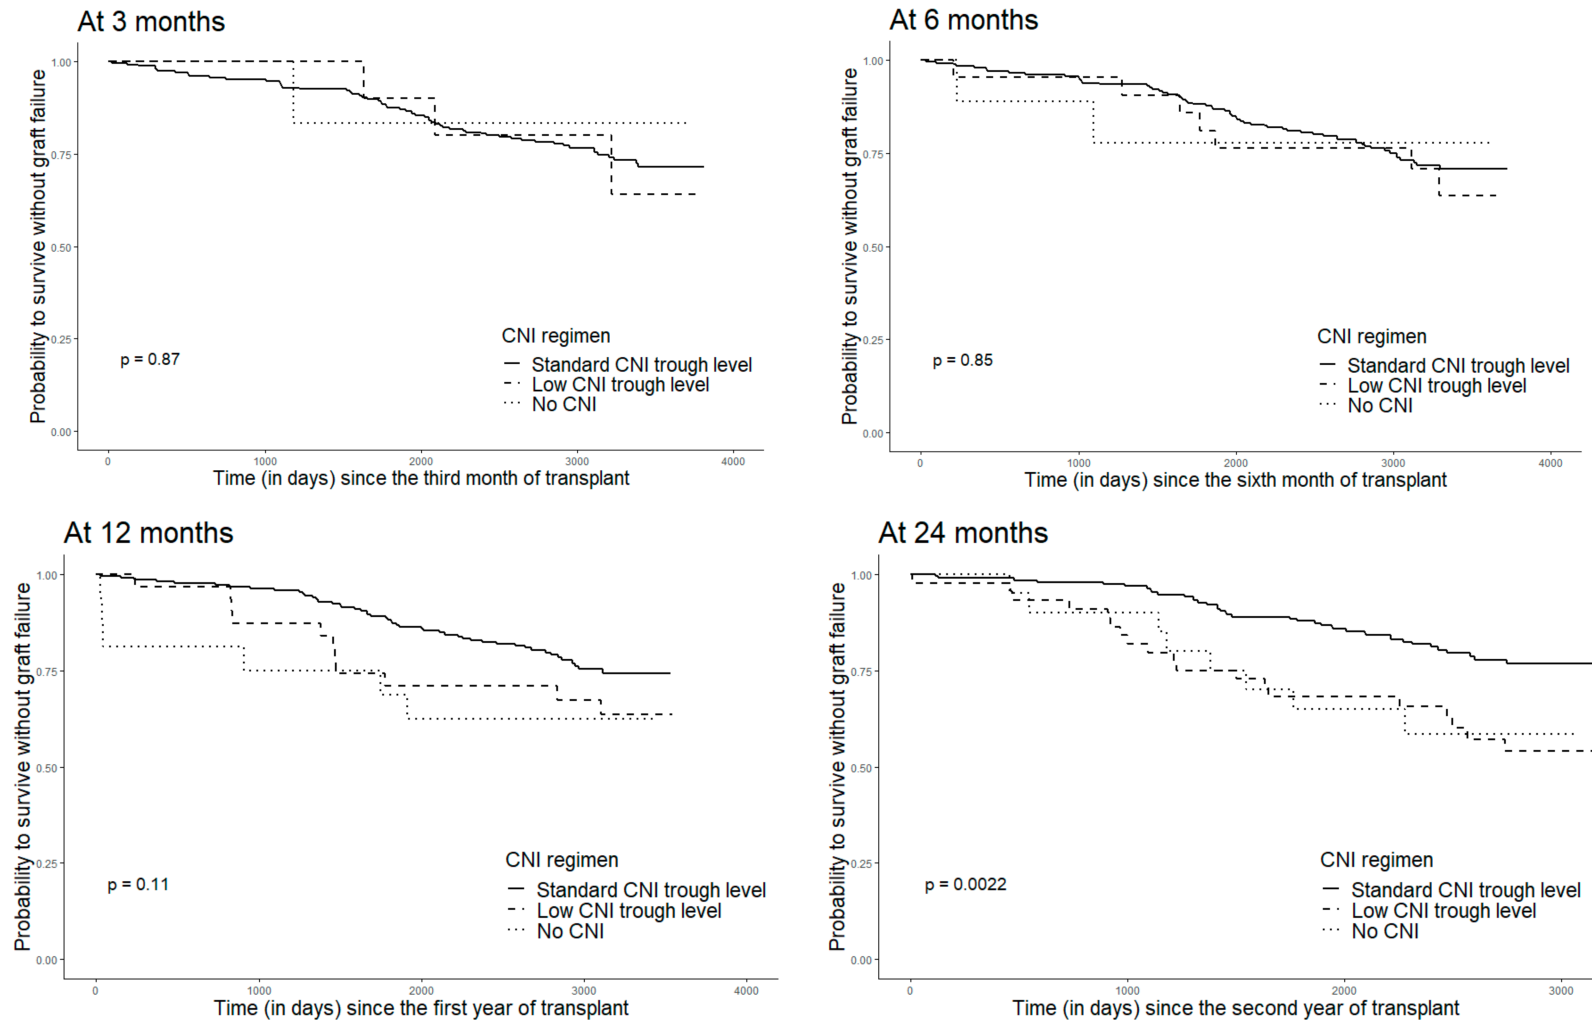 At 3 months
Probability to survive without graft failure
1.00
0.75
0.50
0.25
0.00
p = 0.87
CNI regimen
Standard CNI trough level
Low CNI trough level
No CNI
0 1000 2000 3000 4000
Time (in days) since the third month of transplant
At 6 months
Probability to survive without graft failure
1.00
0.75
0.50
0.25
0.00
p = 0.85
CNI regimen
Standard CNI trough level
Low CNI trough level
No CNI
0 1000 2000 3000 4000
Time (in days) since the sixth month of transplant
At 12 months
Probability to survive without graft failure
1.00
0.75
0.50
0.25
0.00
p = 0.11
CNI regimen
Standard CNI trough level
Low CNI trough level
No CNI
0 1000 2000 3000 4000
Time (in days) since the first year of transplant
At 24 months
Probability to survive without graft failure
1.00
0.75
0.50
0.25
0.00
p = 0.0022
CNI regimen
Standard CNI trough level
Low CNI trough level
No CNI
0 1000 2000 3000
Time (in days) since the second year of transplant